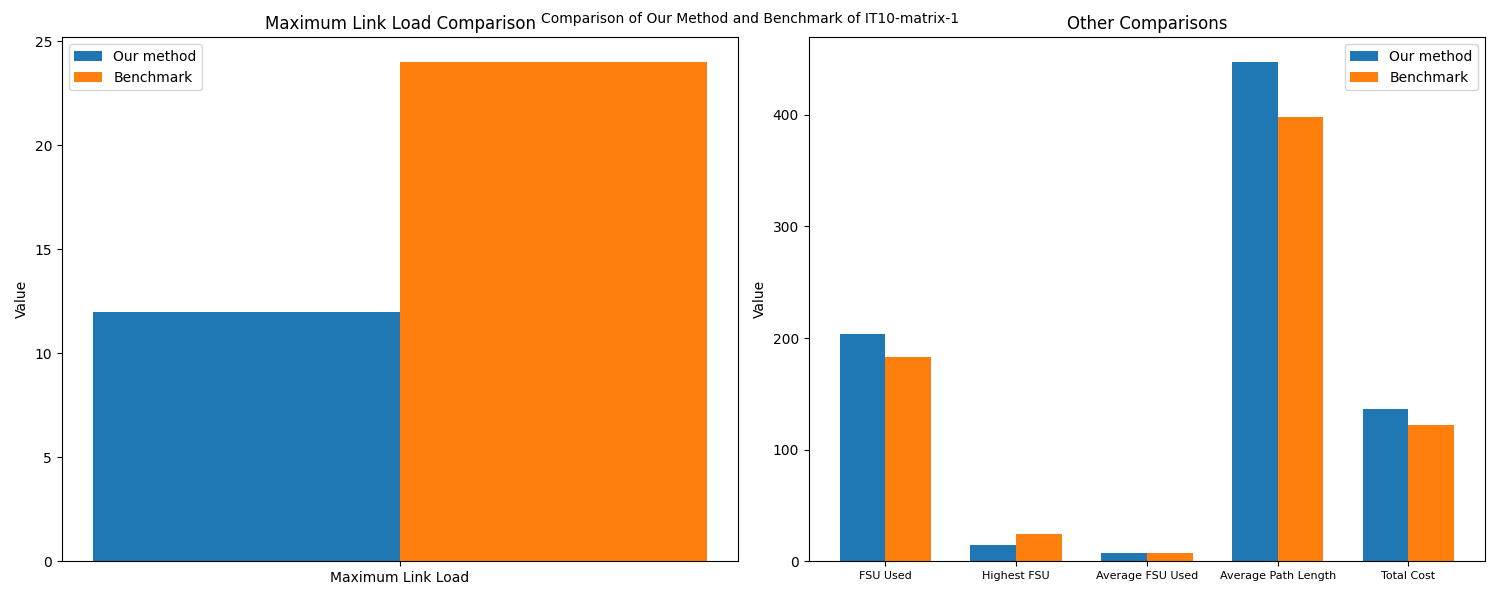 Comparison of Our Method and Benchmark of IT10-matrix-1
Maximum Link Load Comparison
Our method
Benchmark
Value
25
20
15
10
5
0
Maximum Link Load
Other Comparisons
Our method
Benchmark
Value
400
300
200
100
0
FSU Used
Highest FSU
Average FSU Used
Average Path Length
Total Cost